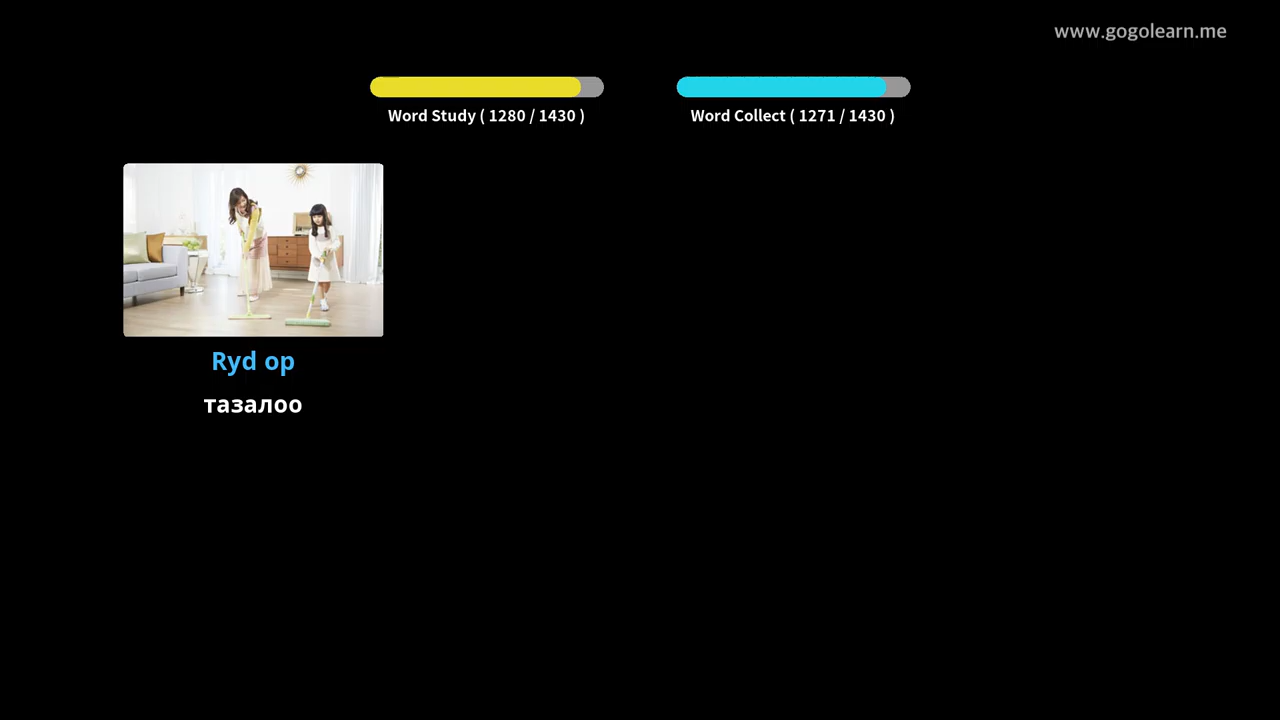 www.gogolearn.me
Word Study ( 1280 / 1430 )
Word Collect ( 1271 / 1430 )
Ryd op
тазалоо